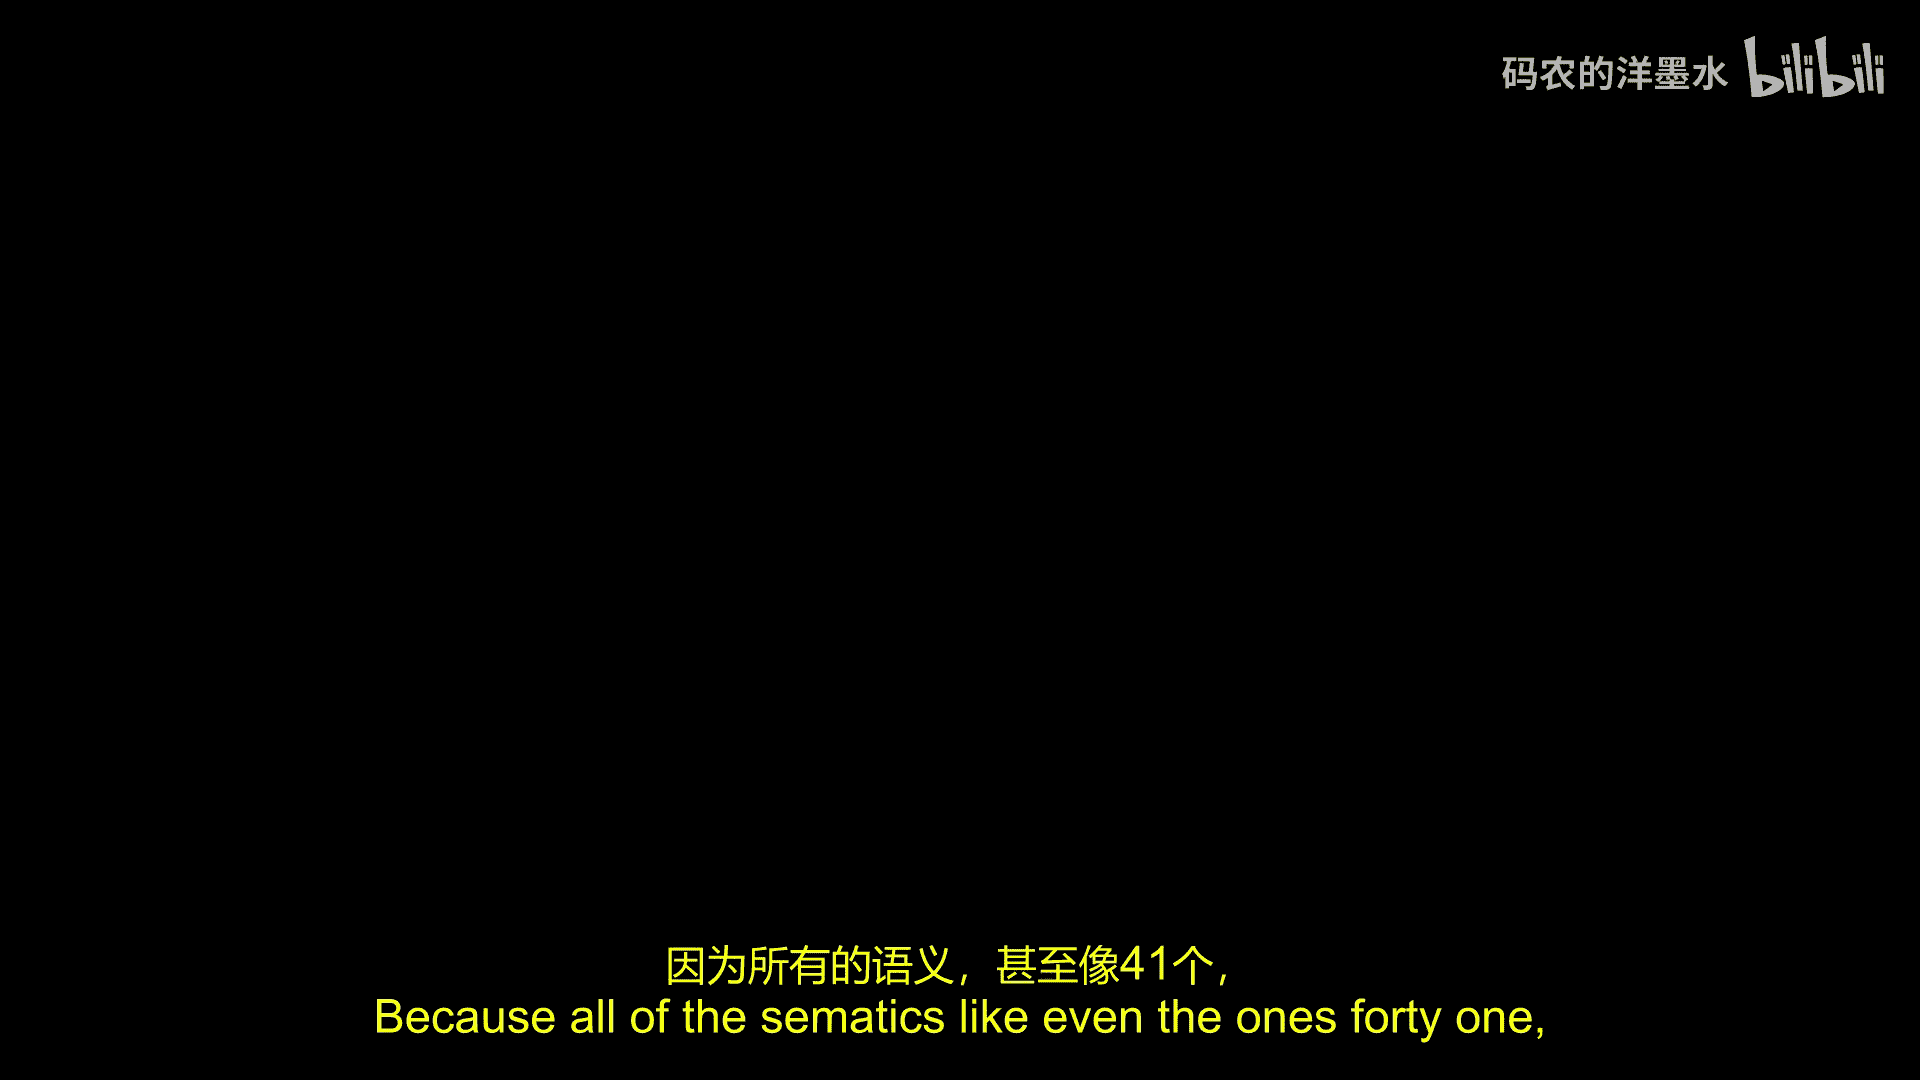 码农的洋墨水 bilibili
因为所有的语义，甚至像41个，
Because all of the sematics like even the ones forty one,